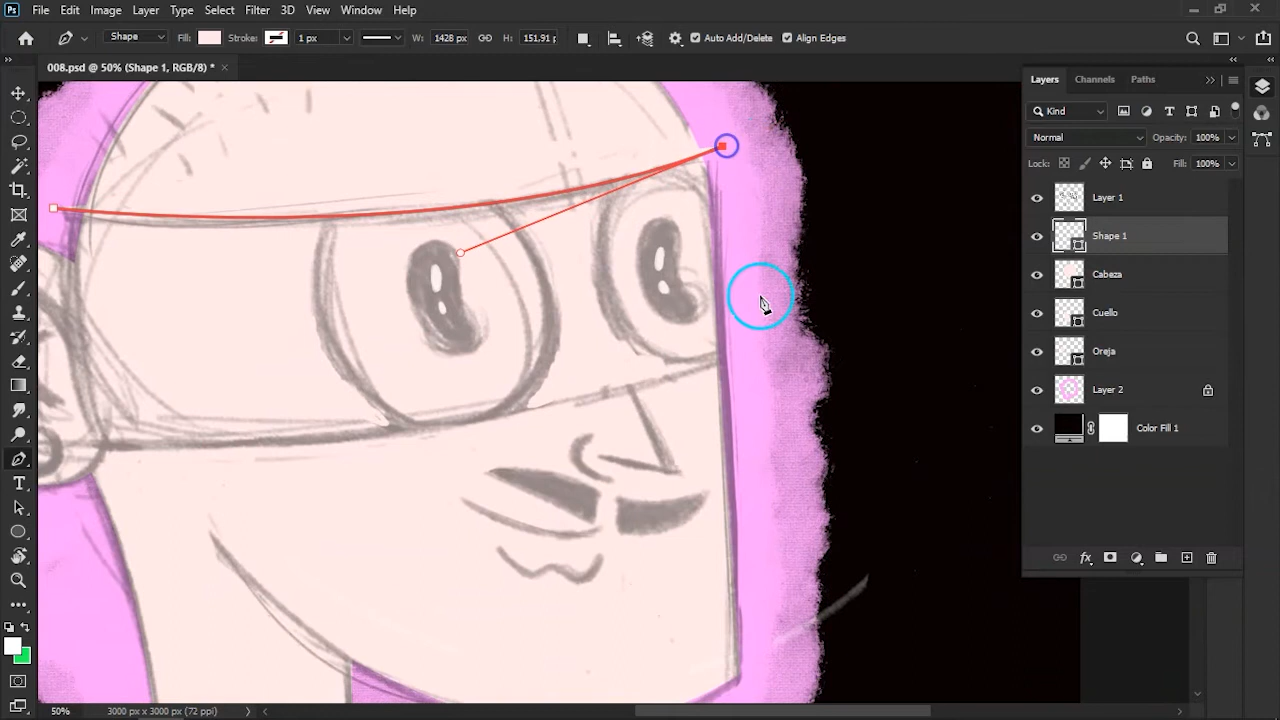 Ps File Edit Image Layer Type Select Filter 3D View Window Help
Shape Fill: Stroke: 1 px W: 1428 px H: 151,91 p Auto Add/Delete Align Edges
008.psd @ 50% (Shape 1, RGB/8) *
Layers Channels Paths
Kind
Normal Opacity: 100%
Lock: Fill: 100%
Layer 1
Shape 1
Cabeza
Cuello
Oreja
Layer 2
Color Fill 1
fx
50% 3000 px x 3000 px (72 ppi)